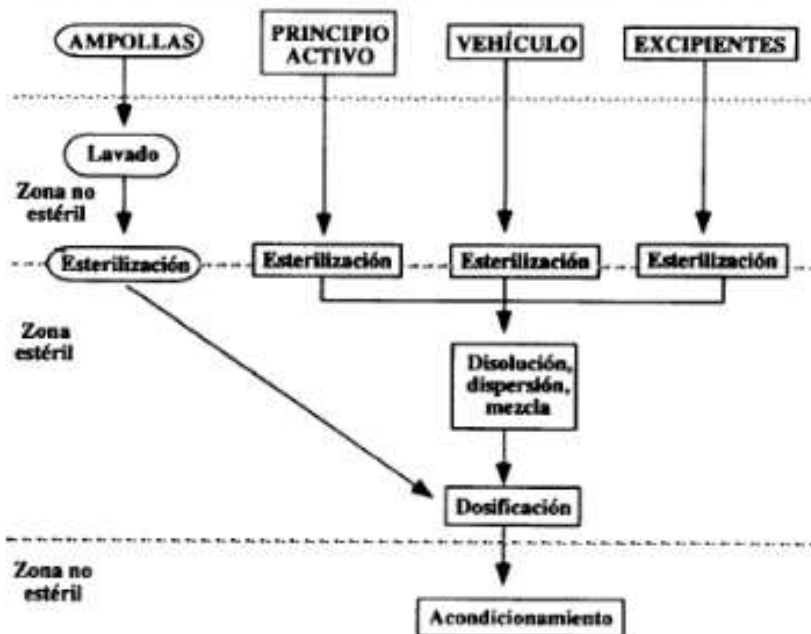 AMPOLLAS
PRINCIPIO
ACTIVO
VEHÍCULO
EXCIPIENTES
Lavado
Zona no
estéril
Esterilización
Esterilización
Esterilización
Esterilización
Zona
estéril
Disolución,
dispersión,
mezcla
Dosificación
Zona no
estéril
Acondicionamiento